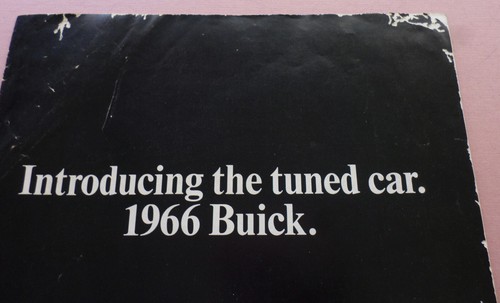 Introducing the tuned car.
1966 Buick.